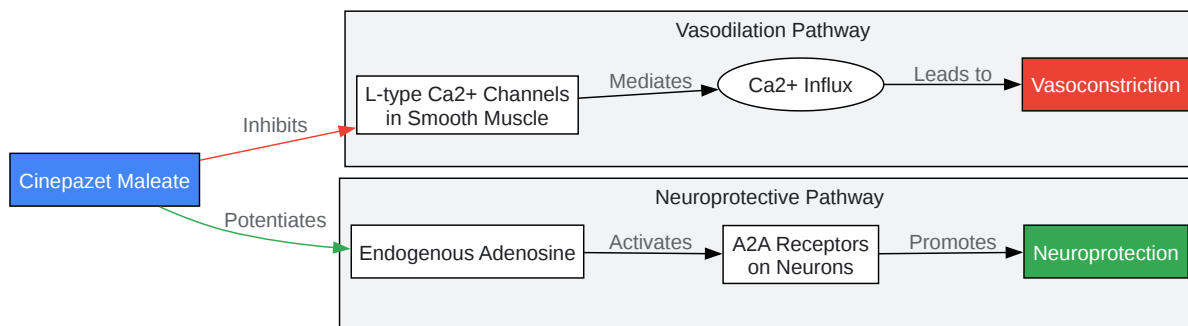 Vasodilation Pathway
L-type Ca2+ Channels
in Smooth Muscle
Mediates
Ca2+ Influx
Leads to
Vasoconstriction
Inhibits
Cinepazet Maleate
Potentiates
Neuroprotective Pathway
Endogenous Adenosine
Activates
A2A Receptors
on Neurons
Promotes
Neuroprotection